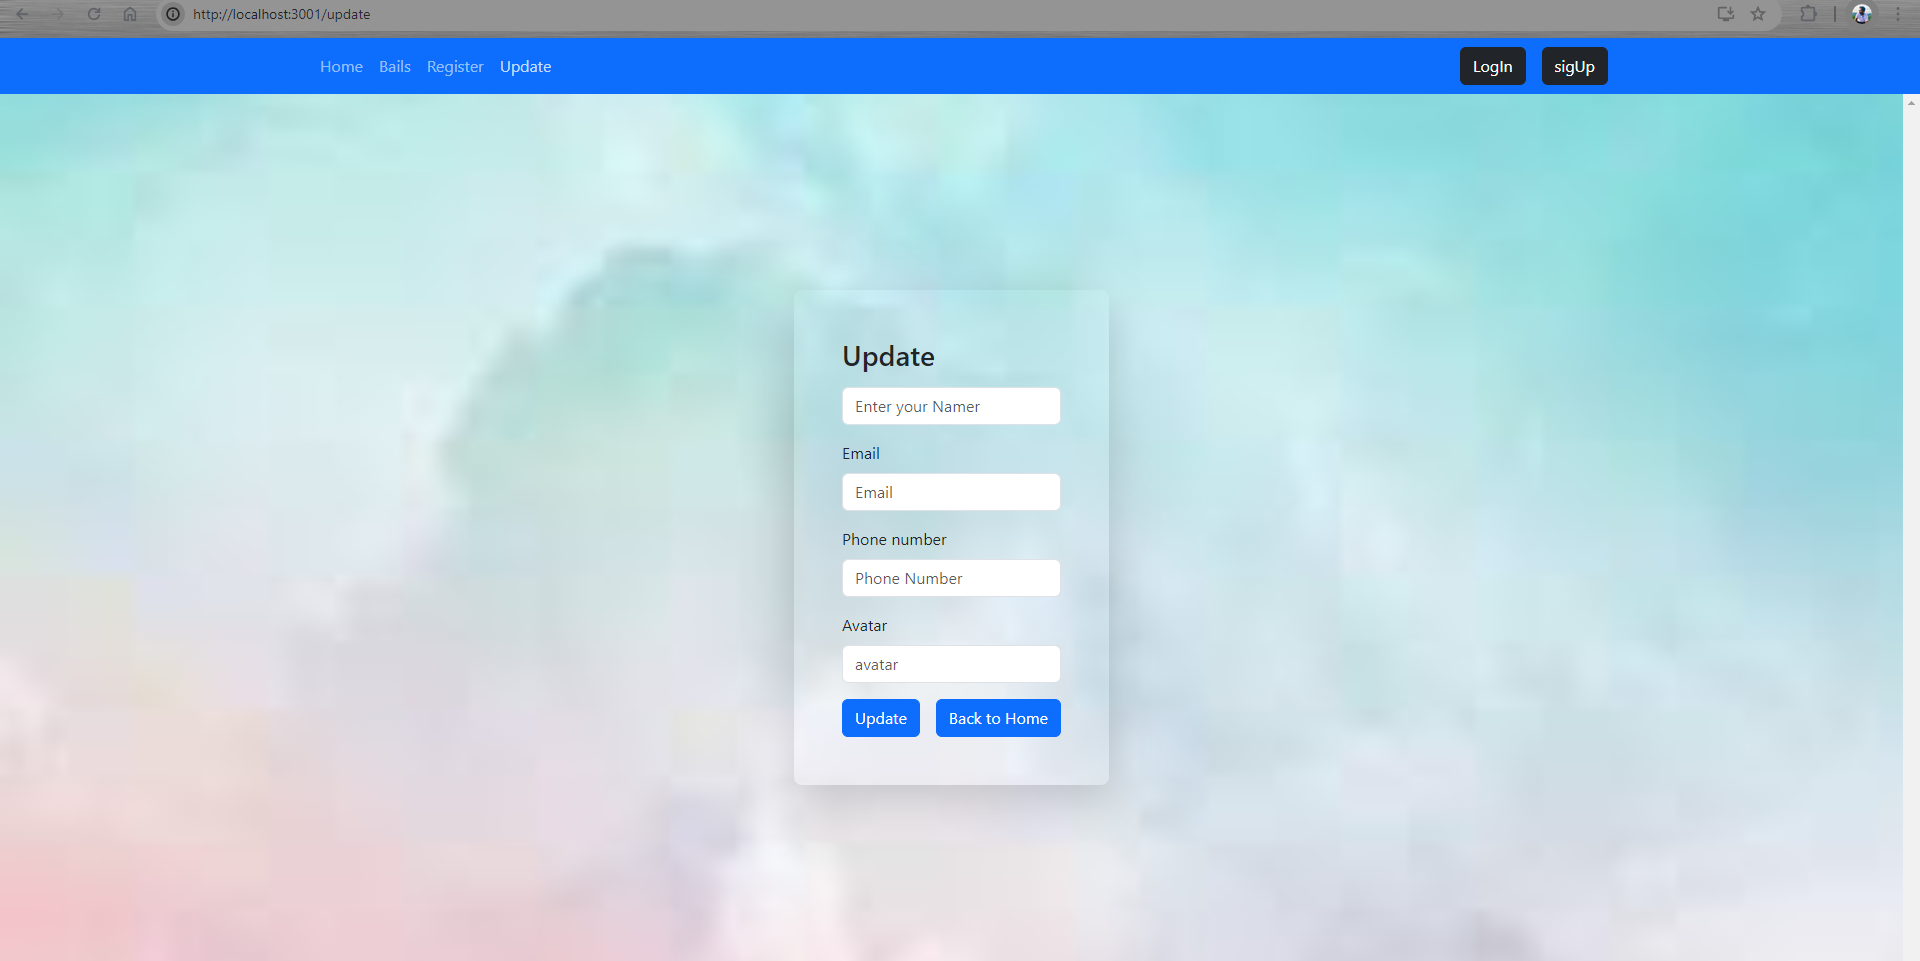 http://localhost:3001/update
Home Bails Register Update LogIn sigUp
Update
Enter your Namer
Email
Email
Phone number
Phone Number
Avatar
avatar
Update Back to Home